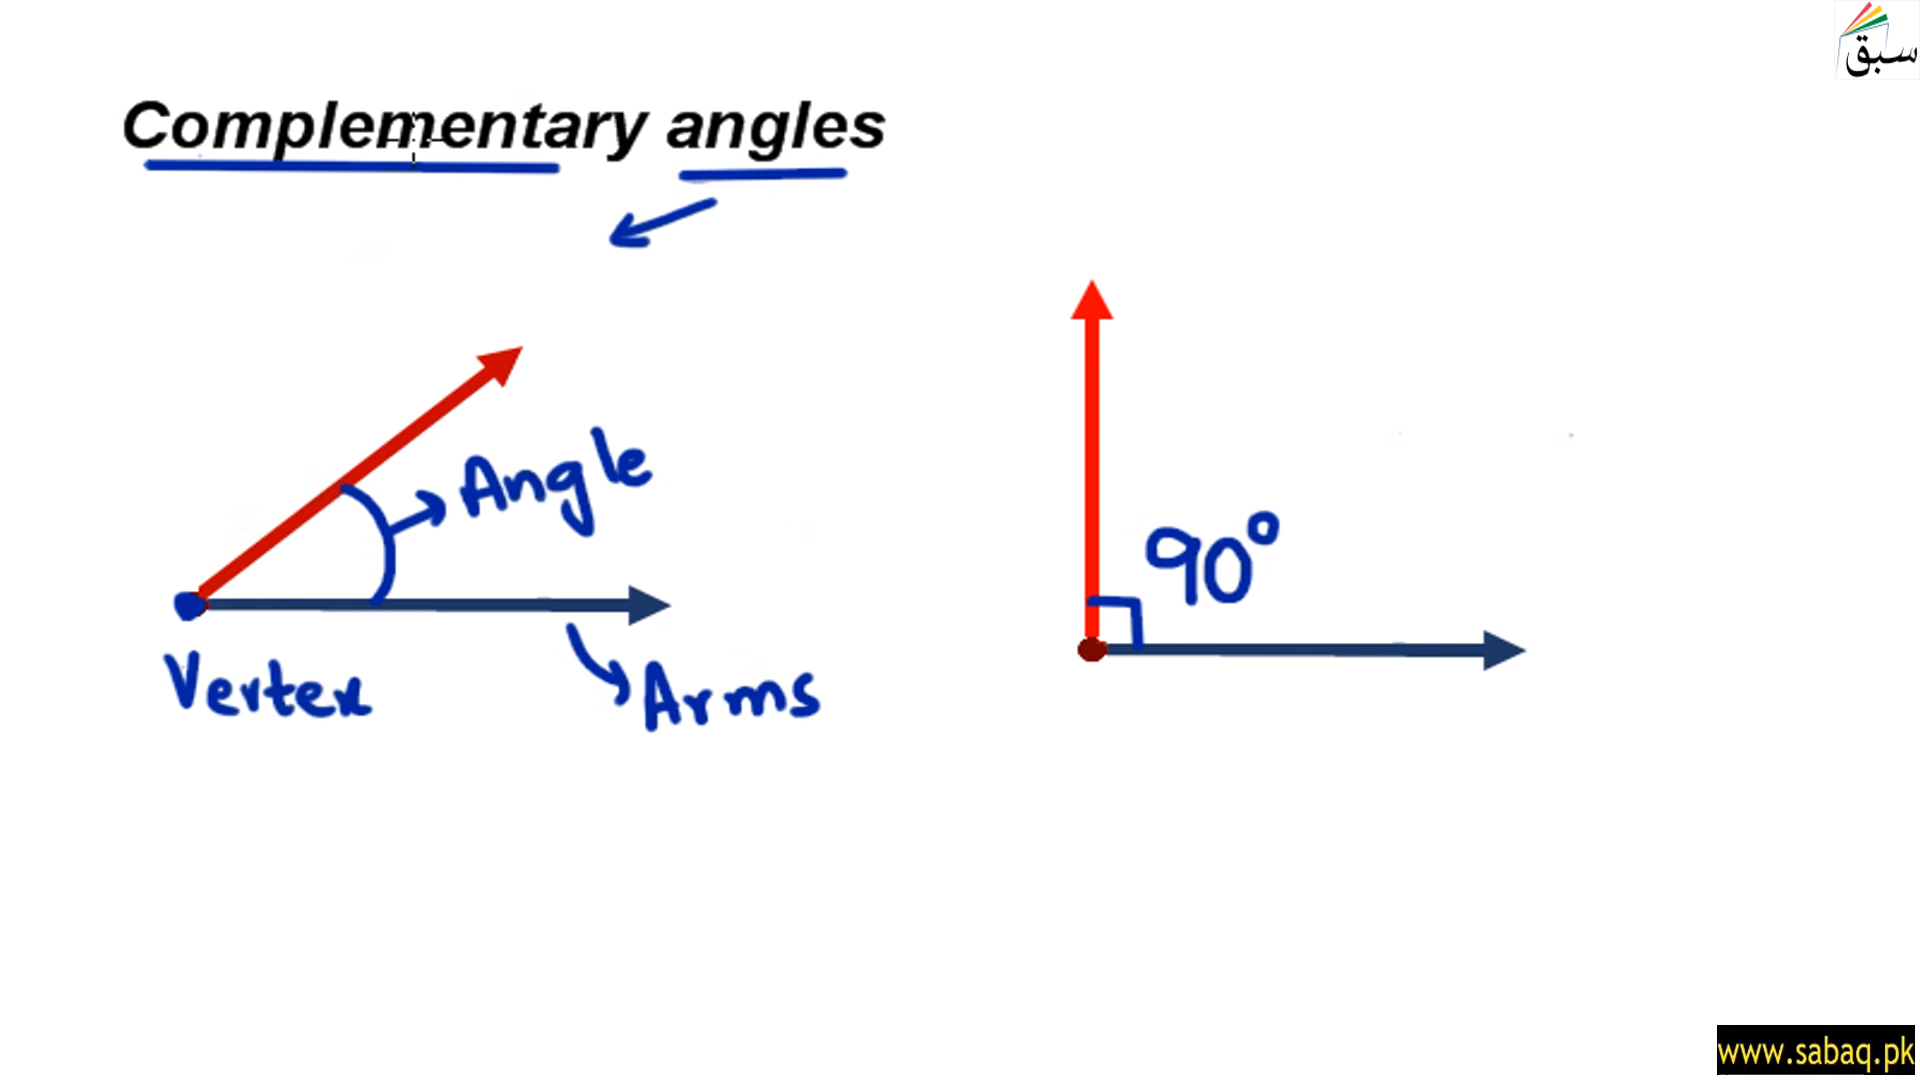 سبق
Complementary angles
Angle
90°
Vertex
Arms
www.sabaq.pk